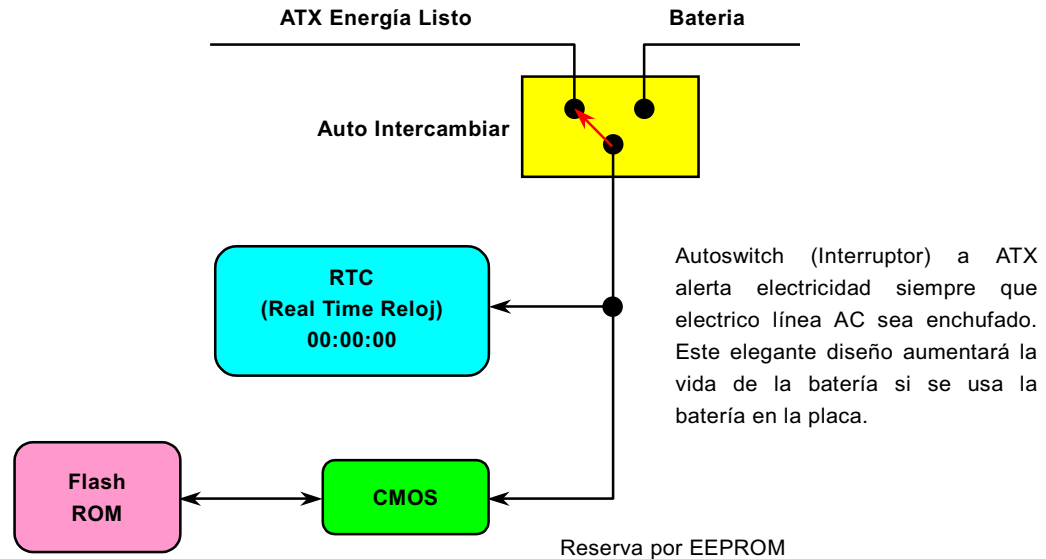 ATX Energía Listo
Bateria
Auto Intercambiar
RTC
(Real Time Reloj)
00:00:00
Autoswitch (Interruptor) a ATX
alerta electricidad siempre que
electrico línea AC sea enchufado.
Este elegante diseño aumentará la
vida de la batería si se usa la
batería en la placa.
Flash
ROM
CMOS
Reserva por EEPROM